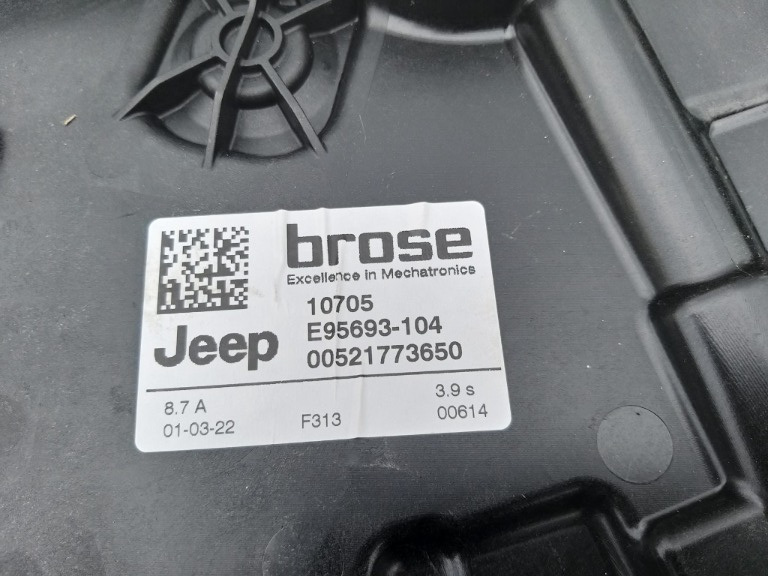 brose
Excellence in Mechatronics
10705
E95693-104
Jeep
00521773650
8.7 A
3.9 s
01-03-22
F313
00614